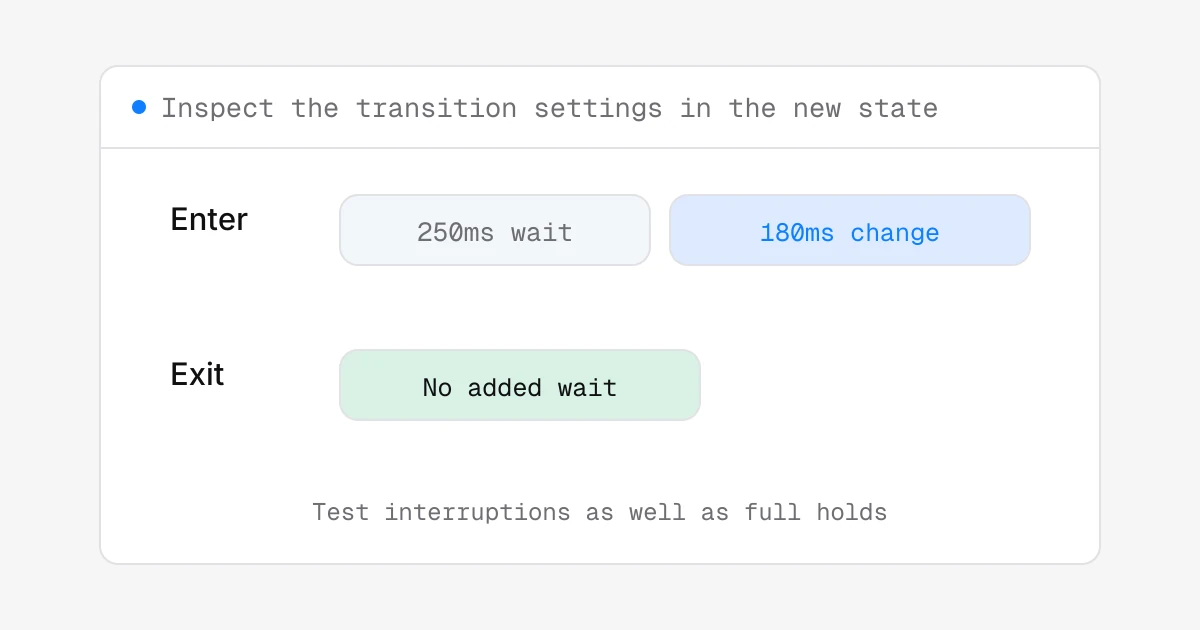 Inspect the transition settings in the new state
Enter
250ms wait
180ms change
Exit
No added wait
Test interruptions as well as full holds